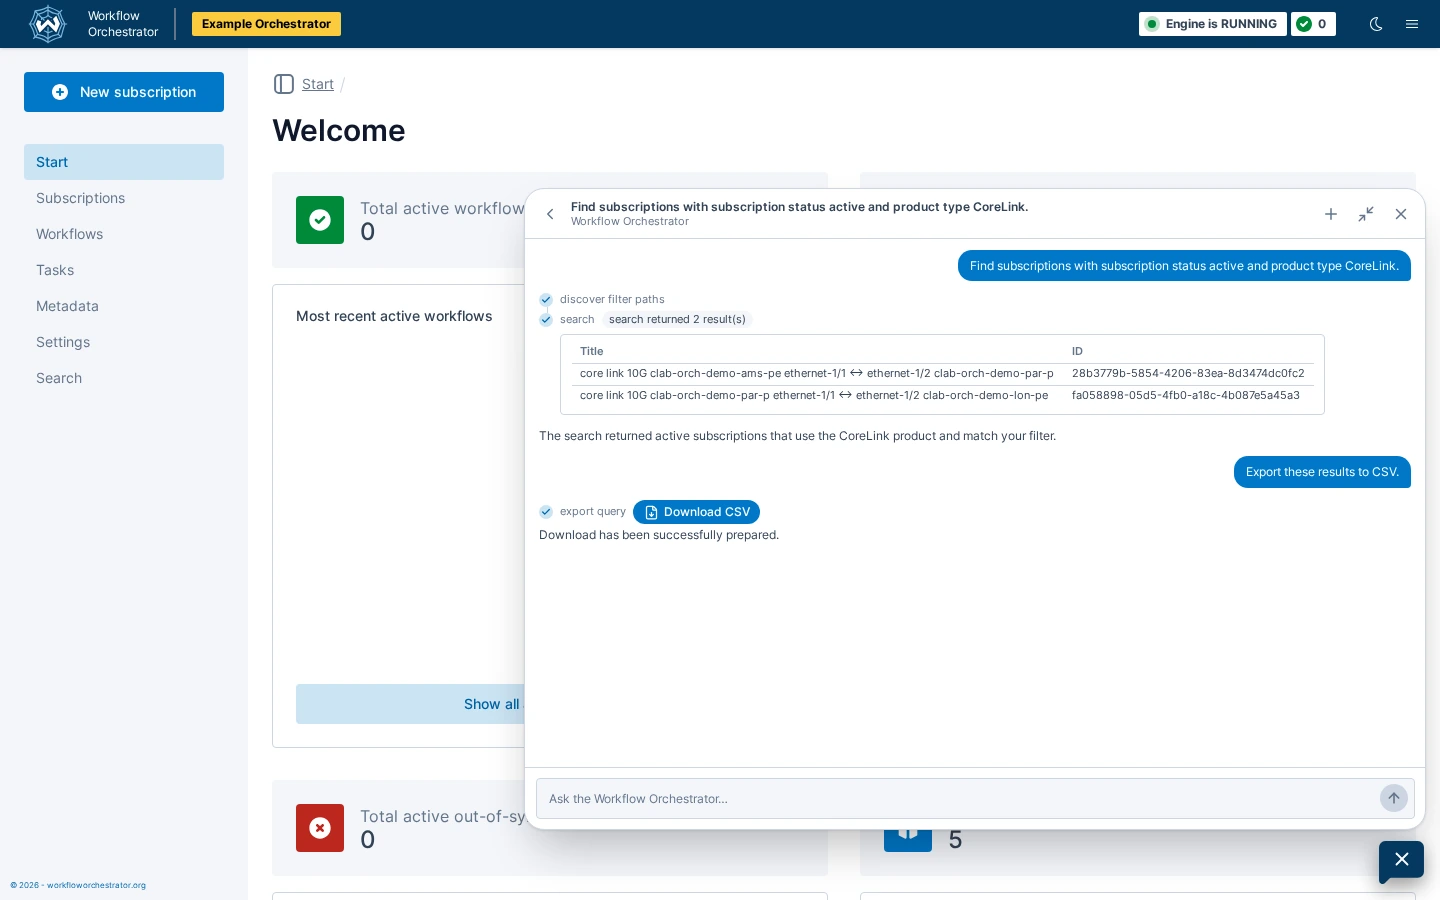 Workflow
Orchestrator
Example Orchestrator
Engine is RUNNING
0
New subscription
Start
Subscriptions
Workflows
Tasks
Metadata
Settings
Search
© 2026 - workfloworchestrator.org
Start /
Welcome
Total active workflow
0
Most recent active workflows
Show all
Total active out-of-sy
0
5
Find subscriptions with subscription status active and product type CoreLink.
Workflow Orchestrator
Find subscriptions with subscription status active and product type CoreLink.
discover filter paths
search search returned 2 result(s)
Title ID
core link 10G clab-orch-demo-ams-pe ethernet-1/1 <-> ethernet-1/2 clab-orch-demo-par-p 28b3779b-5854-4206-83ea-8d3474dc0fc2
core link 10G clab-orch-demo-par-p ethernet-1/1 <-> ethernet-1/2 clab-orch-demo-lon-pe fa058898-05d5-4fb0-a18c-4b087e5a45a3
The search returned active subscriptions that use the CoreLink product and match your filter.
Export these results to CSV.
export query Download CSV
Download has been successfully prepared.
Ask the Workflow Orchestrator...